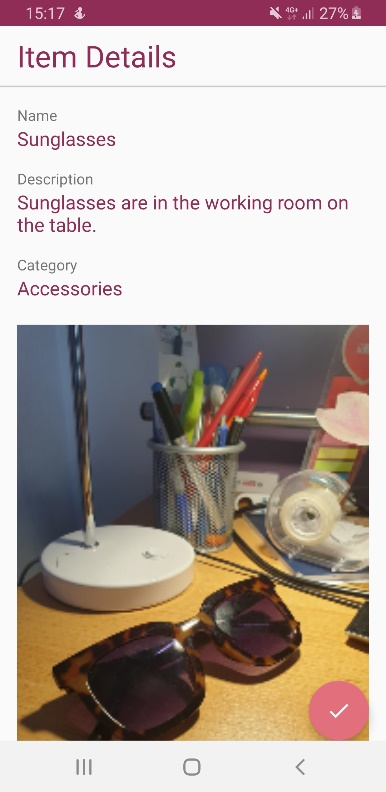 15:17
4G+
27%
Item Details
Name
Sunglasses
Description
Sunglasses are in the working room on
the table.
Category
Accessories